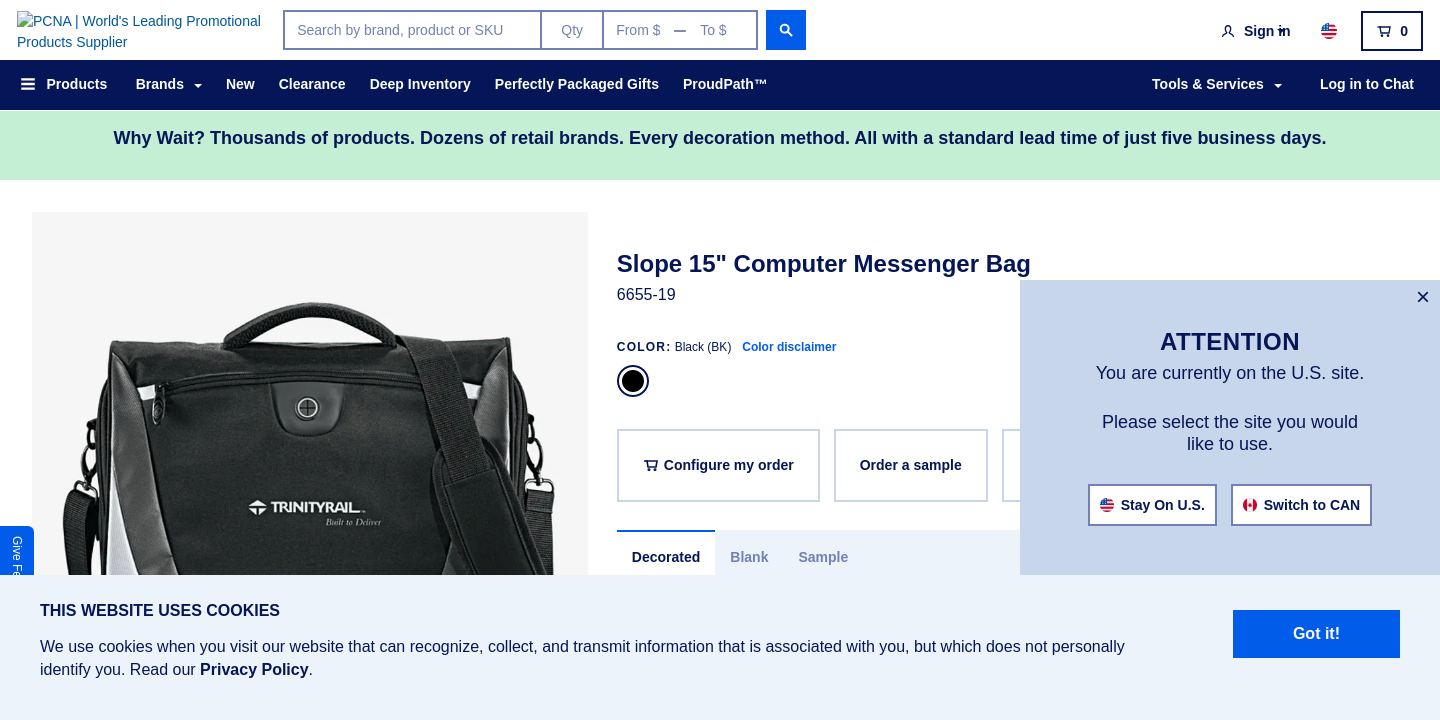 PCNA | World's Leading Promotional
Products Supplier
Search by brand, product or SKU
Qty
From $ — To $
Sign in
0
Products
Brands
New
Clearance
Deep Inventory
Perfectly Packaged Gifts
ProudPath™
Tools & Services
Log in to Chat
Why Wait? Thousands of products. Dozens of retail brands. Every decoration method. All with a standard lead time of just five business days.
TRINITYRAIL
Built to Deliver
Slope 15" Computer Messenger Bag
6655-19
COLOR: Black (BK) Color disclaimer
Configure my order
Order a sample
Decorated
Blank
Sample
×
ATTENTION
You are currently on the U.S. site.
Please select the site you would
like to use.
Stay On U.S.
Switch to CAN
Give
THIS WEBSITE USES COOKIES
We use cookies when you visit our website that can recognize, collect, and transmit information that is associated with you, but which does not personally
identify you. Read our Privacy Policy.
Got it!